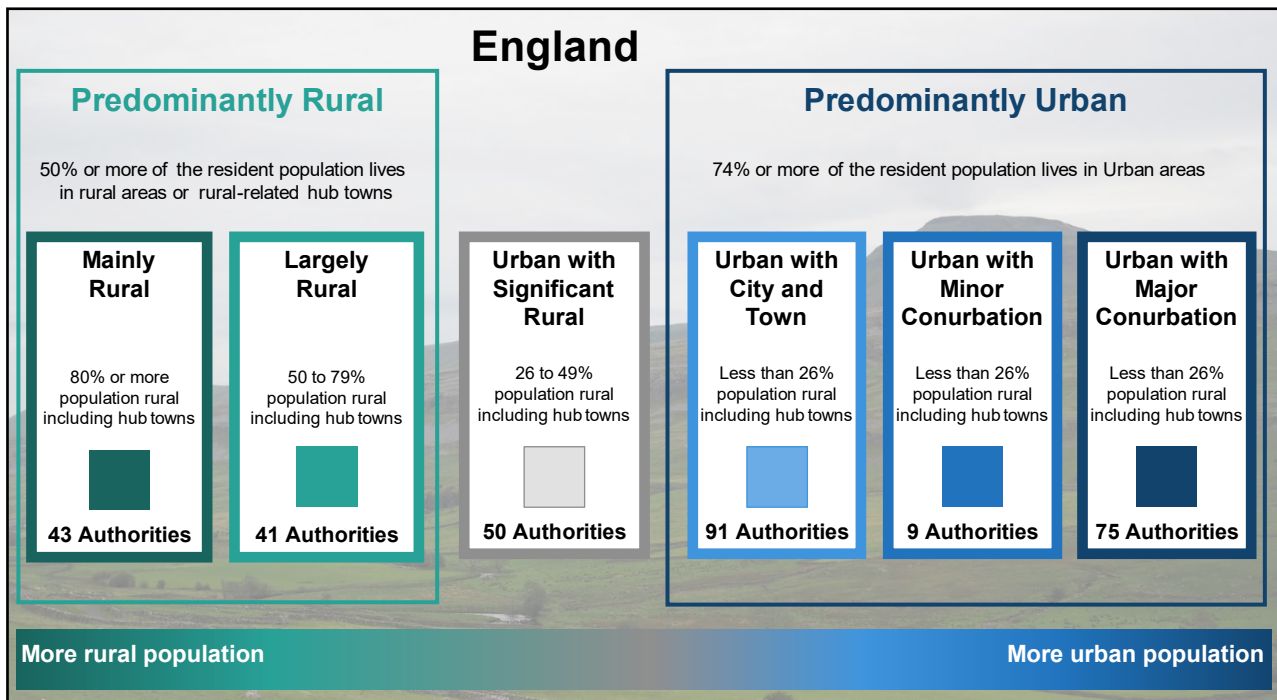 England
Predominantly Rural
50% or more of the resident population lives
in rural areas or rural-related hub towns
Mainly
Rural
80% or more
population rural
including hub towns
43 Authorities
Largely
Rural
50 to 79%
population rural
including hub towns
41 Authorities
Urban with
Significant
Rural
26 to 49%
population rural
including hub towns
50 Authorities
Predominantly Urban
74% or more of the resident population lives in Urban areas
Urban with
City and
Town
Less than 26%
population rural
including hub towns
91 Authorities
Urban with
Minor
Conurbation
Less than 26%
population rural
including hub towns
9 Authorities
Urban with
Major
Conurbation
Less than 26%
population rural
including hub towns
75 Authorities
More rural population
More urban population